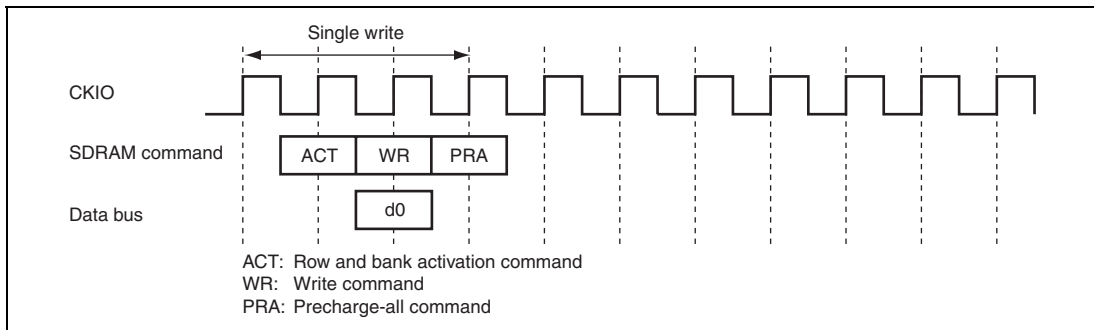 Single write
CKIO
SDRAM command
ACT WR PRA
Data bus
d0
ACT: Row and bank activation command
WR: Write command
PRA: Precharge-all command